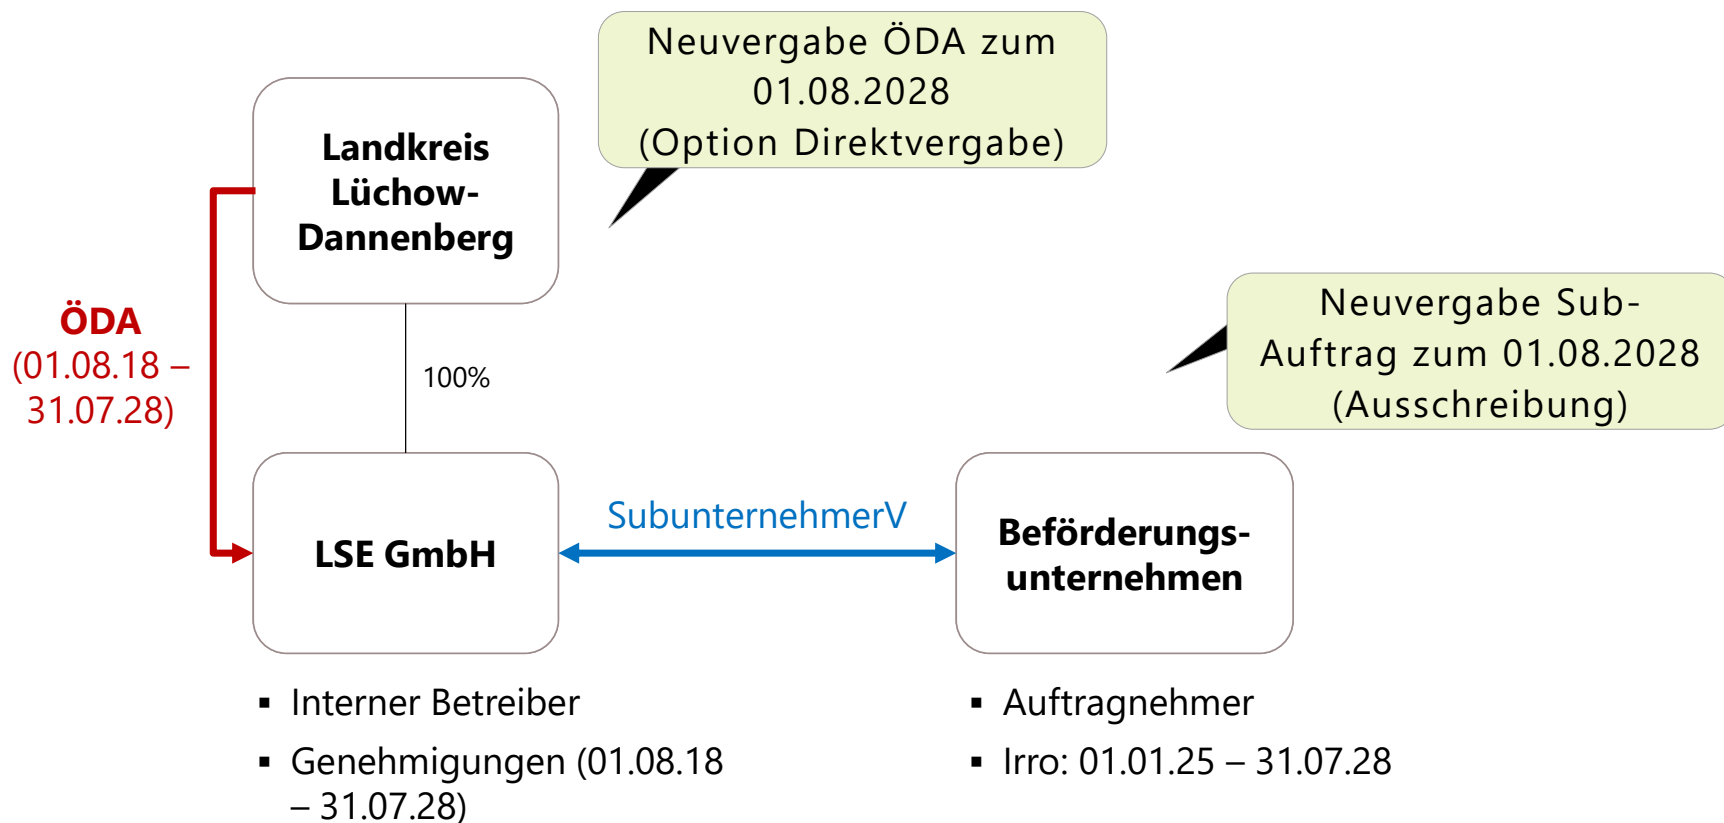 Neuvergabe ÖDA zum
01.08.2028
(Option Direktvergabe)
Landkreis
Lüchow-
Dannenberg
Neuvergabe Sub-
Auftrag zum 01.08.2028
(Ausschreibung)
ÖDA
(01.08.18 –
31.07.28)
100%
LSE GmbH
SubunternehmerV
Beförderungs-
unternehmen
▪ Interner Betreiber
▪ Genehmigungen (01.08.18
– 31.07.28)
▪ Auftragnehmer
▪ Irro: 01.01.25 – 31.07.28